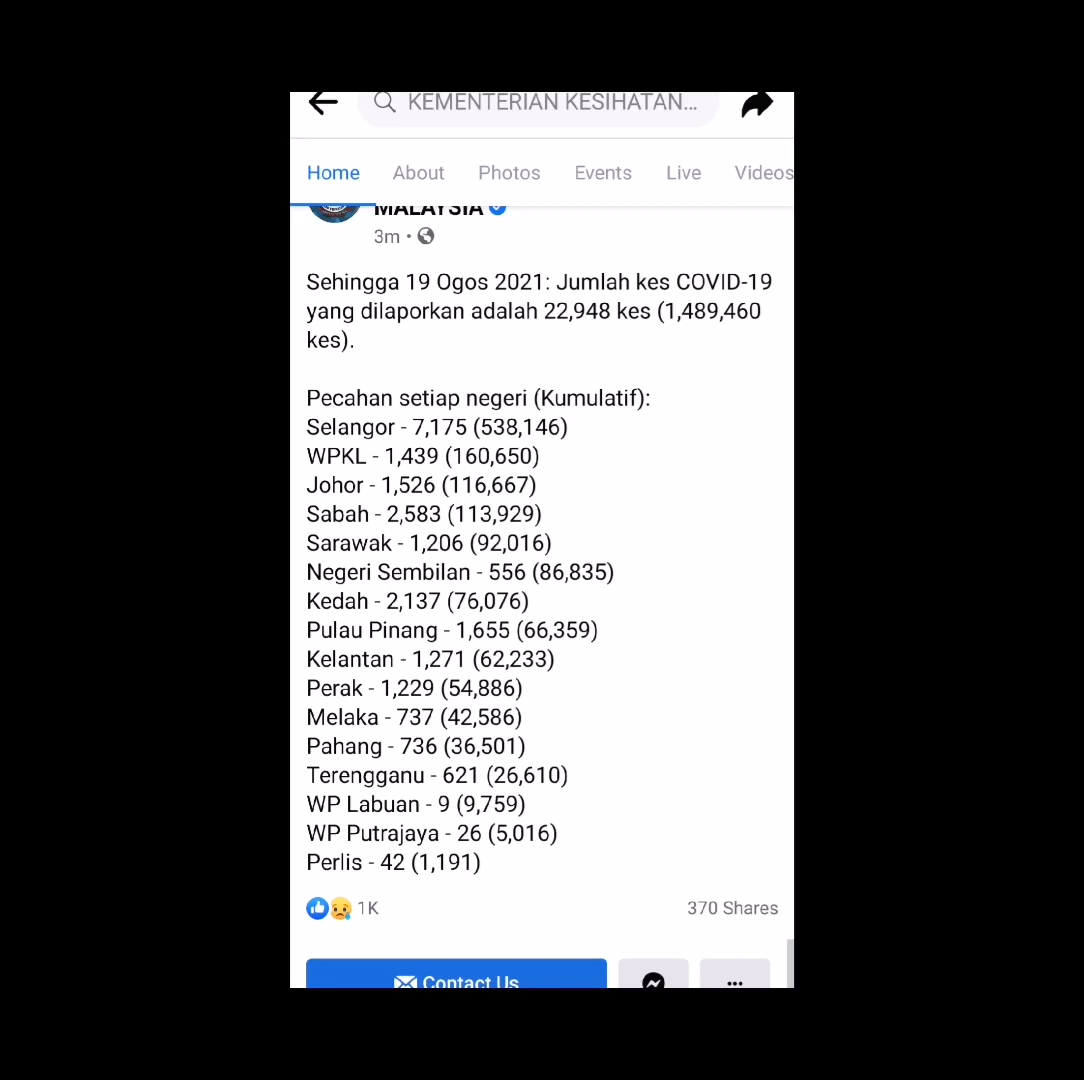 KEMENTERIAN KESIHATAN...
Home About Photos Events Live Videos
MALAYSIA
3m
Sehingga 19 Ogos 2021: Jumlah kes COVID-19
yang dilaporkan adalah 22,948 kes (1,489,460
kes).
Pecahan setiap negeri (Kumulatif):
Selangor - 7,175 (538,146)
WPKL - 1,439 (160,650)
Johor - 1,526 (116,667)
Sabah - 2,583 (113,929)
Sarawak - 1,206 (92,016)
Negeri Sembilan - 556 (86,835)
Kedah - 2,137 (76,076)
Pulau Pinang - 1,655 (66,359)
Kelantan - 1,271 (62,233)
Perak - 1,229 (54,886)
Melaka - 737 (42,586)
Pahang - 736 (36,501)
Terengganu - 621 (26,610)
WP Labuan - 9 (9,759)
WP Putrajaya - 26 (5,016)
Perlis - 42 (1,191)
1K 370 Shares
Contact Us